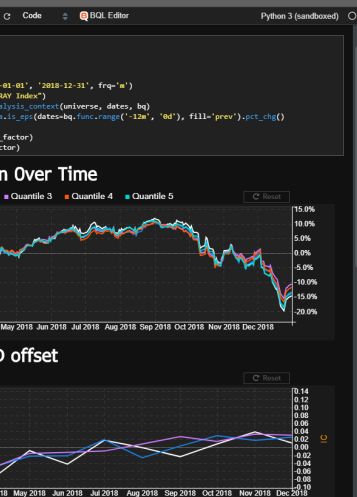 Code
BQL Editor
Python 3 (sandboxed)
-01-01', '2018-12-31', frq='m')
RAY Index")
alysis_context(universe, dates, bq)
a.is_eps(dates=bq.func.range('-12m', '0d'), fill='prev').pct_chg()
_factor)
ctor)
n Over Time
Quantile 3
Quantile 4
Quantile 5
Reset
15.0%
10.0%
5.0%
0.0%
-5.0%
-10.0%
-15.0%
-20.0%
May 2018 Jun 2018 Jul 2018 Aug 2018 Sep 2018 Oct 2018 Nov 2018 Dec 2018
D offset
Reset
0.14
0.12
0.10
0.08
0.06
0.04
0.02
0.00
-0.02
-0.04
-0.06
-0.08
-0.10
IC
18 May 2018 Jun 2018 Jul 2018 Aug 2018 Sep 2018 Oct 2018 Nov 2018 Dec 2018